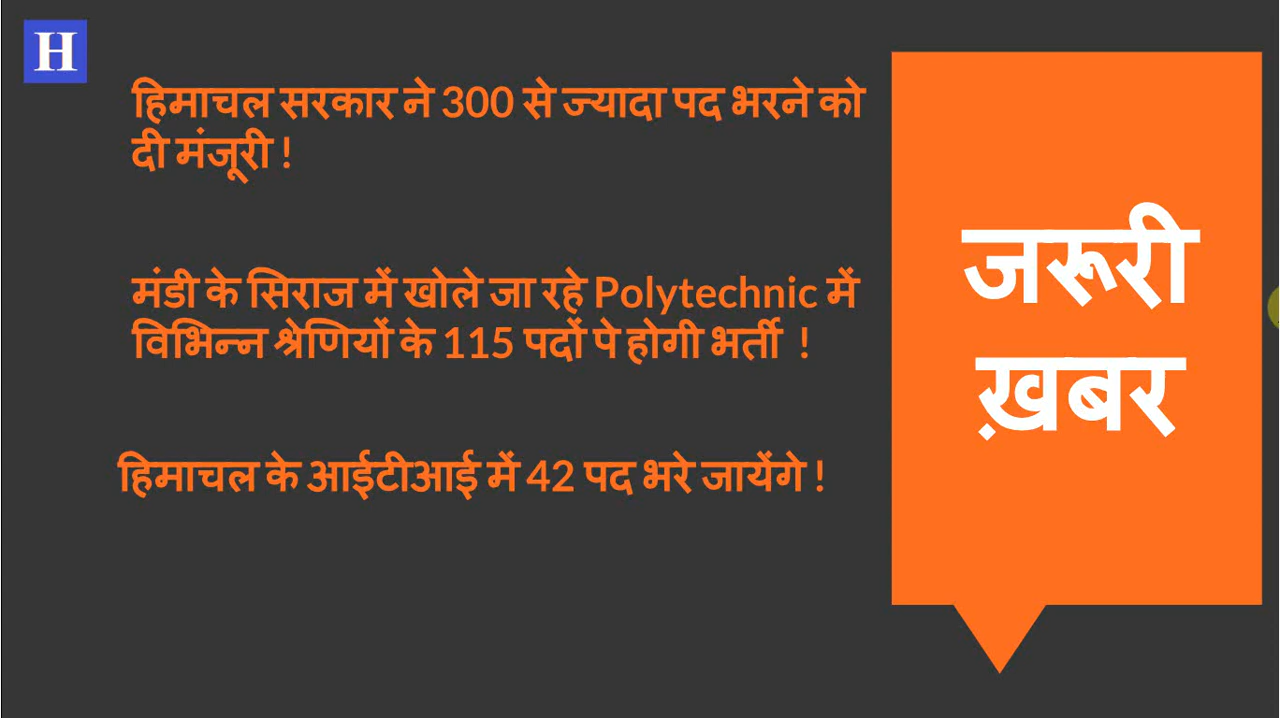 H
हिमाचल सरकार ने 300 से ज्यादा पद भरने को
दी मंजूरी !
मंडी के सिराज में खोले जा रहे Polytechnic में
विभिन्न श्रेणियों के 115 पदों पे होगी भर्ती !
हिमाचल के आईटीआई में 42 पद भरे जायेंगे !
जरूरी
ख़बर